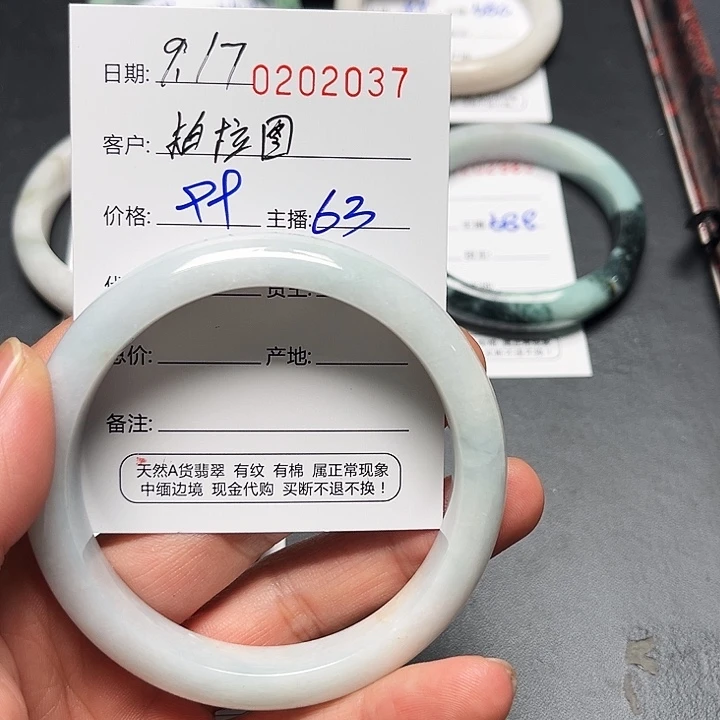 日期: 9.17 0202037
客户: 柏拉图
价格: 主播: 63
总价: 产地:
备注:
天然A货翡翠 有纹 有棉 属正常现象
中缅边境 现金代购 买断不退不换！